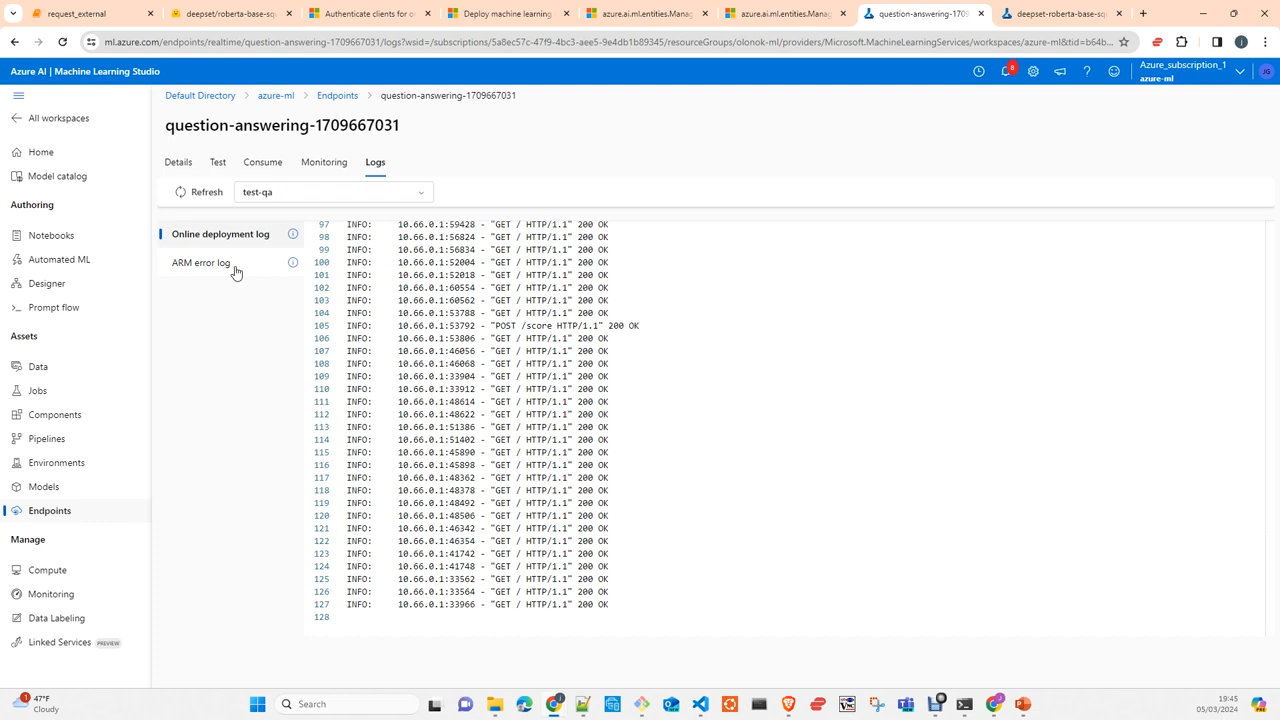 request_external
deepset/roberta-base-squ
Authenticate clients for on
Deploy machine learning
azure.ai.ml.entities.Manag
azure.ai.ml.entities.Manag
question-answering-1709
deepset-roberta-base-sq
ml.azure.com/endpoints/realtime/question-answering-1709667031/logs?wsid=/subscriptions/5a8ec57c-47f9-4bc3-aee5-9e4db1b89345/resourceGroups/olonok-ml/providers/Microsoft.MachineLearningServices/workspaces/azure-ml&tid=b64b...
Azure AI | Machine Learning Studio
8
Azure_subscription_1
azure-ml
JG
All workspaces
Home
Model catalog
Authoring
Notebooks
Automated ML
Designer
Prompt flow
Assets
Data
Jobs
Components
Pipelines
Environments
Models
Endpoints
Manage
Compute
Monitoring
Data Labeling
Linked Services PREVIEW
Default Directory > azure-ml > Endpoints > question-answering-1709667031
question-answering-1709667031
Details Test Consume Monitoring Logs
Refresh test-qa
Online deployment log
ARM error log
97 INFO: 10.66.0.1:59428 - "GET / HTTP/1.1" 200 OK
98 INFO: 10.66.0.1:56824 - "GET / HTTP/1.1" 200 OK
99 INFO: 10.66.0.1:56834 - "GET / HTTP/1.1" 200 OK
100 INFO: 10.66.0.1:52004 - "GET / HTTP/1.1" 200 OK
101 INFO: 10.66.0.1:52018 - "GET / HTTP/1.1" 200 OK
102 INFO: 10.66.0.1:60554 - "GET / HTTP/1.1" 200 OK
103 INFO: 10.66.0.1:60562 - "GET / HTTP/1.1" 200 OK
104 INFO: 10.66.0.1:53788 - "GET / HTTP/1.1" 200 OK
105 INFO: 10.66.0.1:53792 - "POST /score HTTP/1.1" 200 OK
106 INFO: 10.66.0.1:53806 - "GET / HTTP/1.1" 200 OK
107 INFO: 10.66.0.1:46056 - "GET / HTTP/1.1" 200 OK
108 INFO: 10.66.0.1:46068 - "GET / HTTP/1.1" 200 OK
109 INFO: 10.66.0.1:33904 - "GET / HTTP/1.1" 200 OK
110 INFO: 10.66.0.1:33912 - "GET / HTTP/1.1" 200 OK
111 INFO: 10.66.0.1:48614 - "GET / HTTP/1.1" 200 OK
112 INFO: 10.66.0.1:48622 - "GET / HTTP/1.1" 200 OK
113 INFO: 10.66.0.1:51386 - "GET / HTTP/1.1" 200 OK
114 INFO: 10.66.0.1:51402 - "GET / HTTP/1.1" 200 OK
115 INFO: 10.66.0.1:45890 - "GET / HTTP/1.1" 200 OK
116 INFO: 10.66.0.1:45898 - "GET / HTTP/1.1" 200 OK
117 INFO: 10.66.0.1:48362 - "GET / HTTP/1.1" 200 OK
118 INFO: 10.66.0.1:48378 - "GET / HTTP/1.1" 200 OK
119 INFO: 10.66.0.1:48492 - "GET / HTTP/1.1" 200 OK
120 INFO: 10.66.0.1:48506 - "GET / HTTP/1.1" 200 OK
121 INFO: 10.66.0.1:46342 - "GET / HTTP/1.1" 200 OK
122 INFO: 10.66.0.1:46354 - "GET / HTTP/1.1" 200 OK
123 INFO: 10.66.0.1:41742 - "GET / HTTP/1.1" 200 OK
124 INFO: 10.66.0.1:41748 - "GET / HTTP/1.1" 200 OK
125 INFO: 10.66.0.1:33562 - "GET / HTTP/1.1" 200 OK
126 INFO: 10.66.0.1:33564 - "GET / HTTP/1.1" 200 OK
127 INFO: 10.66.0.1:33966 - "GET / HTTP/1.1" 200 OK
128
47°F
Cloudy
Search
19:45
05/03/2024